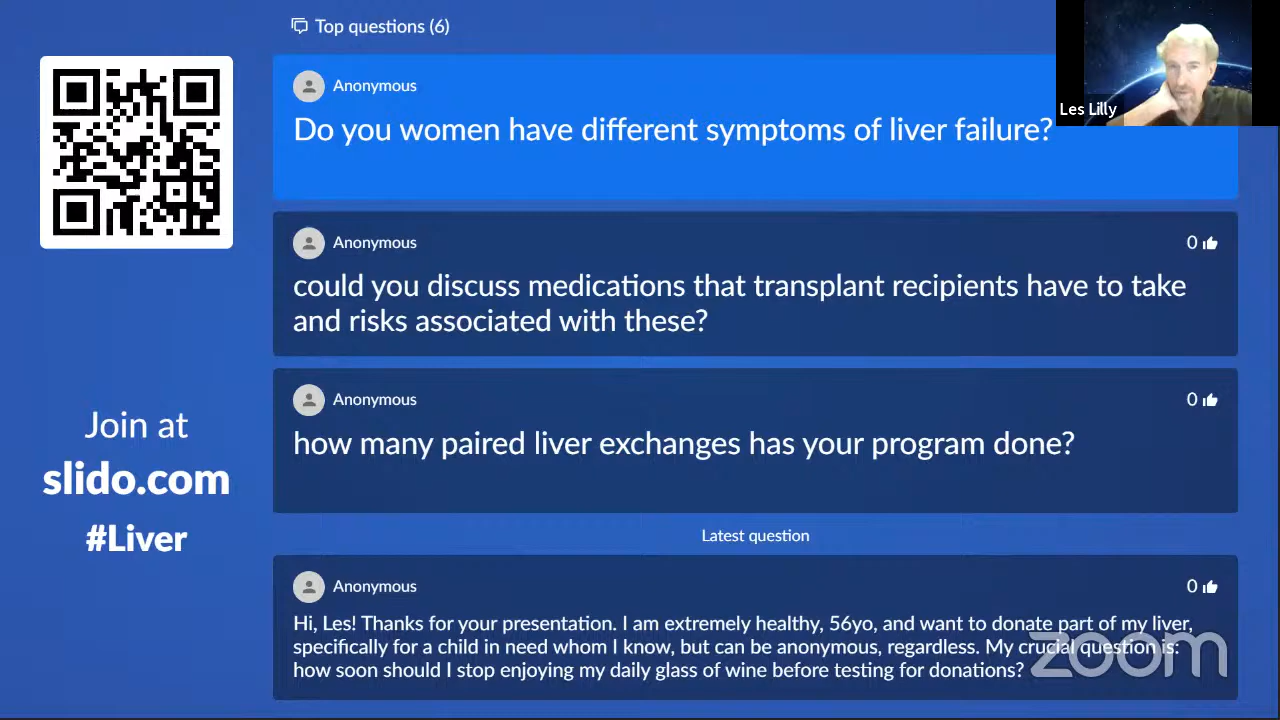 Top questions (6)
Anonymous
Do you women have different symptoms of liver failure?
Les Lilly
Anonymous
0
could you discuss medications that transplant recipients have to take
and risks associated with these?
Anonymous
0
how many paired liver exchanges has your program done?
Join at
slido.com
#Liver
Latest question
Anonymous
0
Hi, Les! Thanks for your presentation. I am extremely healthy, 56yo, and want to donate part of my liver,
specifically for a child in need whom I know, but can be anonymous, regardless. My crucial question is:
how soon should I stop enjoying my daily glass of wine before testing for donations?
zoom